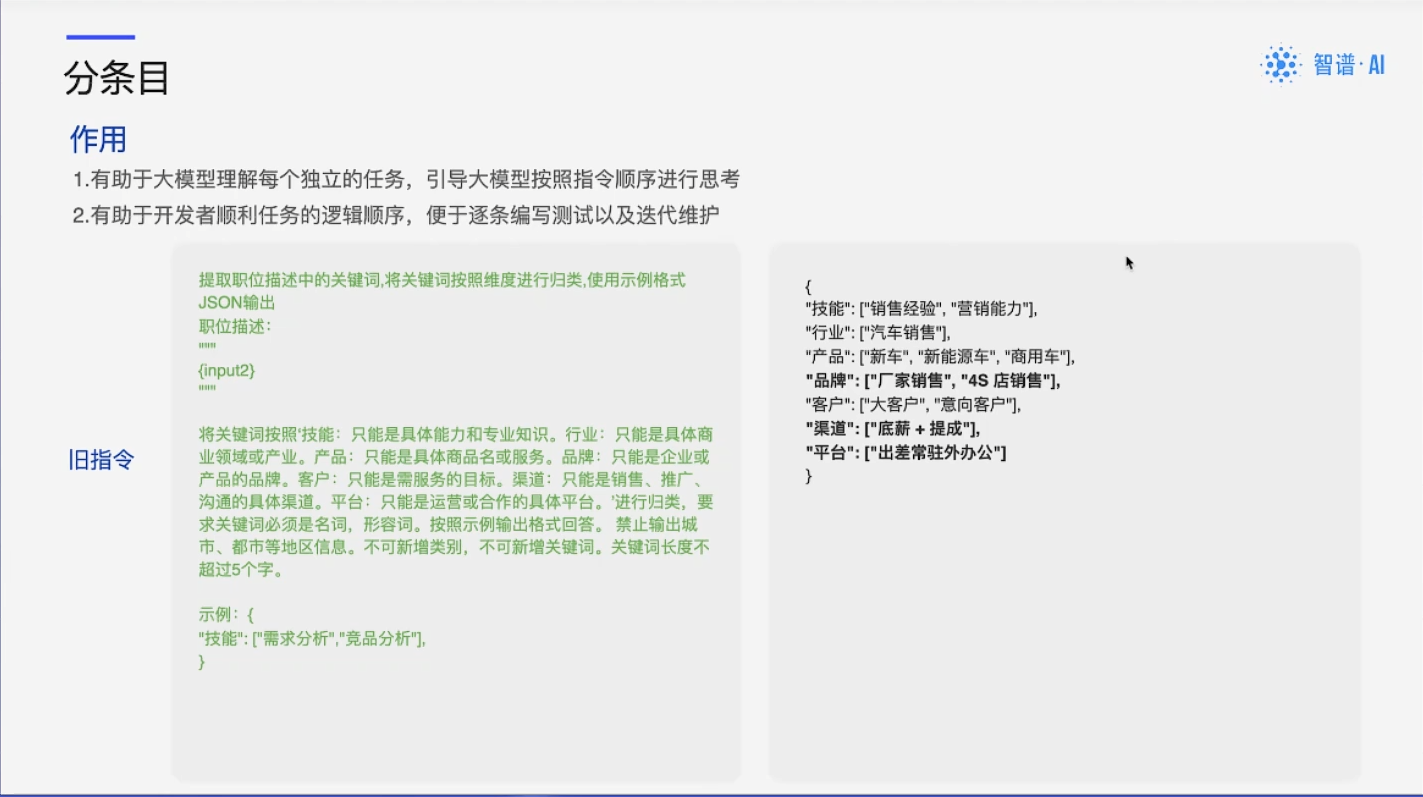 分条目
智谱·AI
作用
1.有助于大模型理解每个独立的任务，引导大模型按照指令顺序进行思考
2.有助于开发者顺利任务的逻辑顺序，便于逐条编写测试以及迭代维护
旧指令
提取职位描述中的关键词,将关键词按照维度进行归类,使用示例格式
JSON输出
职位描述：
"""
{input2}
"""
将关键词按照'技能：只能是具体能力和专业知识。行业：只能是具体商
业领域或产业。产品：只能是具体商品名或服务。品牌：只能是企业或
产品的品牌。客户：只能是需服务的目标。渠道：只能是销售、推广、
沟通的具体渠道。平台：只能是运营或合作的具体平台。'进行归类，要
求关键词必须是名词，形容词。按照示例输出格式回答。 禁止输出城
市、都市等地区信息。不可新增类别，不可新增关键词。关键词长度不
超过5个字。
示例：{
"技能": ["需求分析","竞品分析"],
}
{
"技能": ["销售经验", "营销能力"],
"行业": ["汽车销售"],
"产品": ["新车", "新能源车", "商用车"],
"品牌": ["厂家销售", "4S 店销售"],
"客户": ["大客户", "意向客户"],
"渠道": ["底薪 + 提成"],
"平台": ["出差常驻外办公"]
}